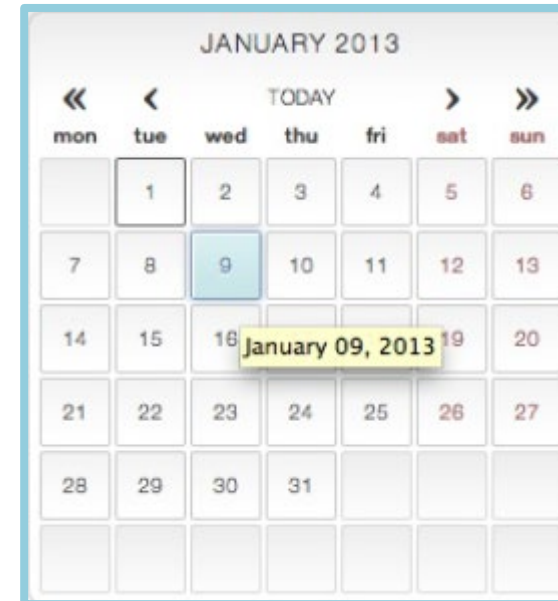 JANUARY 2013
« ‹ TODAY › »
mon tue wed thu fri sat sun
1 2 3 4 5 6
7 8 9 10 11 12 13
14 15 16 19 20
January 09, 2013
21 22 23 24 25 26 27
28 29 30 31